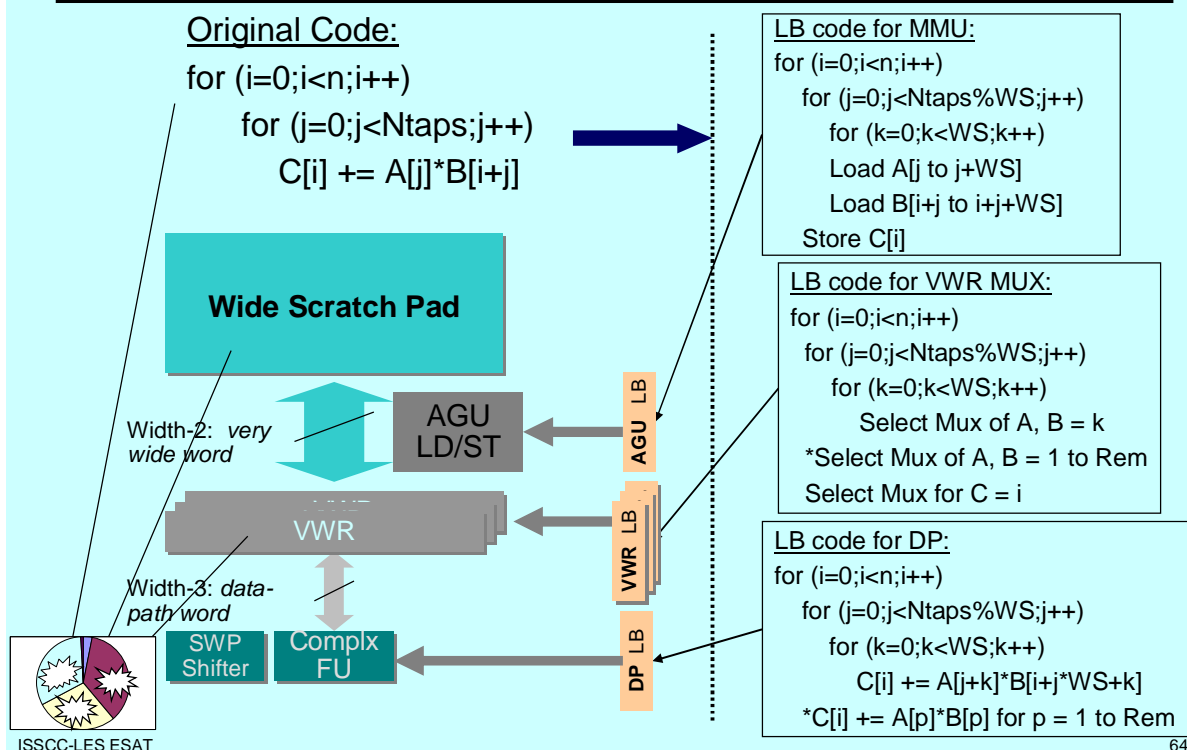 Original Code:
for (i=0;i<n;i++)
for (j=0;j<Ntaps;j++)
C[i] += A[j]*B[i+j]
Wide Scratch Pad
Width-2: very
wide word
AGU
LD/ST
AGU LB
VWR
VWR LB
Width-3: data-
path word
SWP
Shifter
Complx
FU
DP LB
LB code for MMU:
for (i=0;i<n;i++)
for (j=0;j<Ntaps%WS;j++)
for (k=0;k<WS;k++)
Load A[j to j+WS]
Load B[i+j to i+j+WS]
Store C[i]
LB code for VWR MUX:
for (i=0;i<n;i++)
for (j=0;j<Ntaps%WS;j++)
for (k=0;k<WS;k++)
Select Mux of A, B = k
*Select Mux of A, B = 1 to Rem
Select Mux for C = i
LB code for DP:
for (i=0;i<n;i++)
for (j=0;j<Ntaps%WS;j++)
for (k=0;k<WS;k++)
C[i] += A[j+k]*B[i+j*WS+k]
*C[i] += A[p]*B[p] for p = 1 to Rem
ISSCC-LES ESAT
64